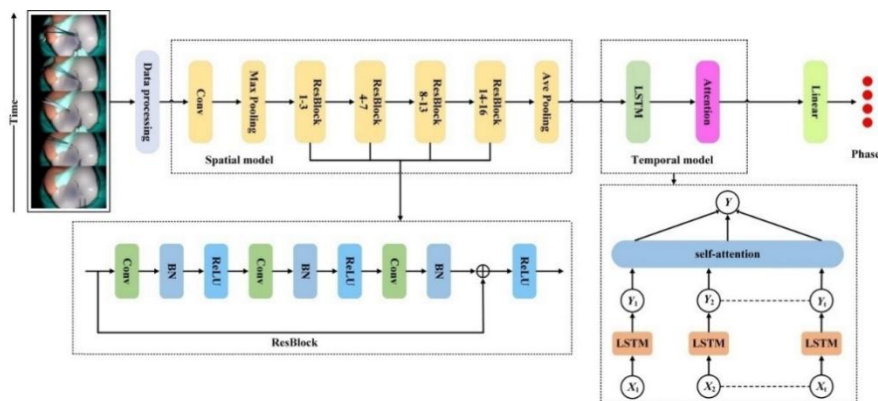 Time
Data processing
Conv
Max Pooling
ResBlock
1-3
ResBlock
4-7
ResBlock
8-13
ResBlock
14-16
Ave Pooling
Spatial model
LSTM
Attention
Temporal model
Linear
Phase
Conv
BN
ReLU
Conv
BN
ReLU
Conv
BN
ReLU
ResBlock
Y
self-attention
Y1 Y2 Yt
LSTM LSTM LSTM
X1 X2 Xt